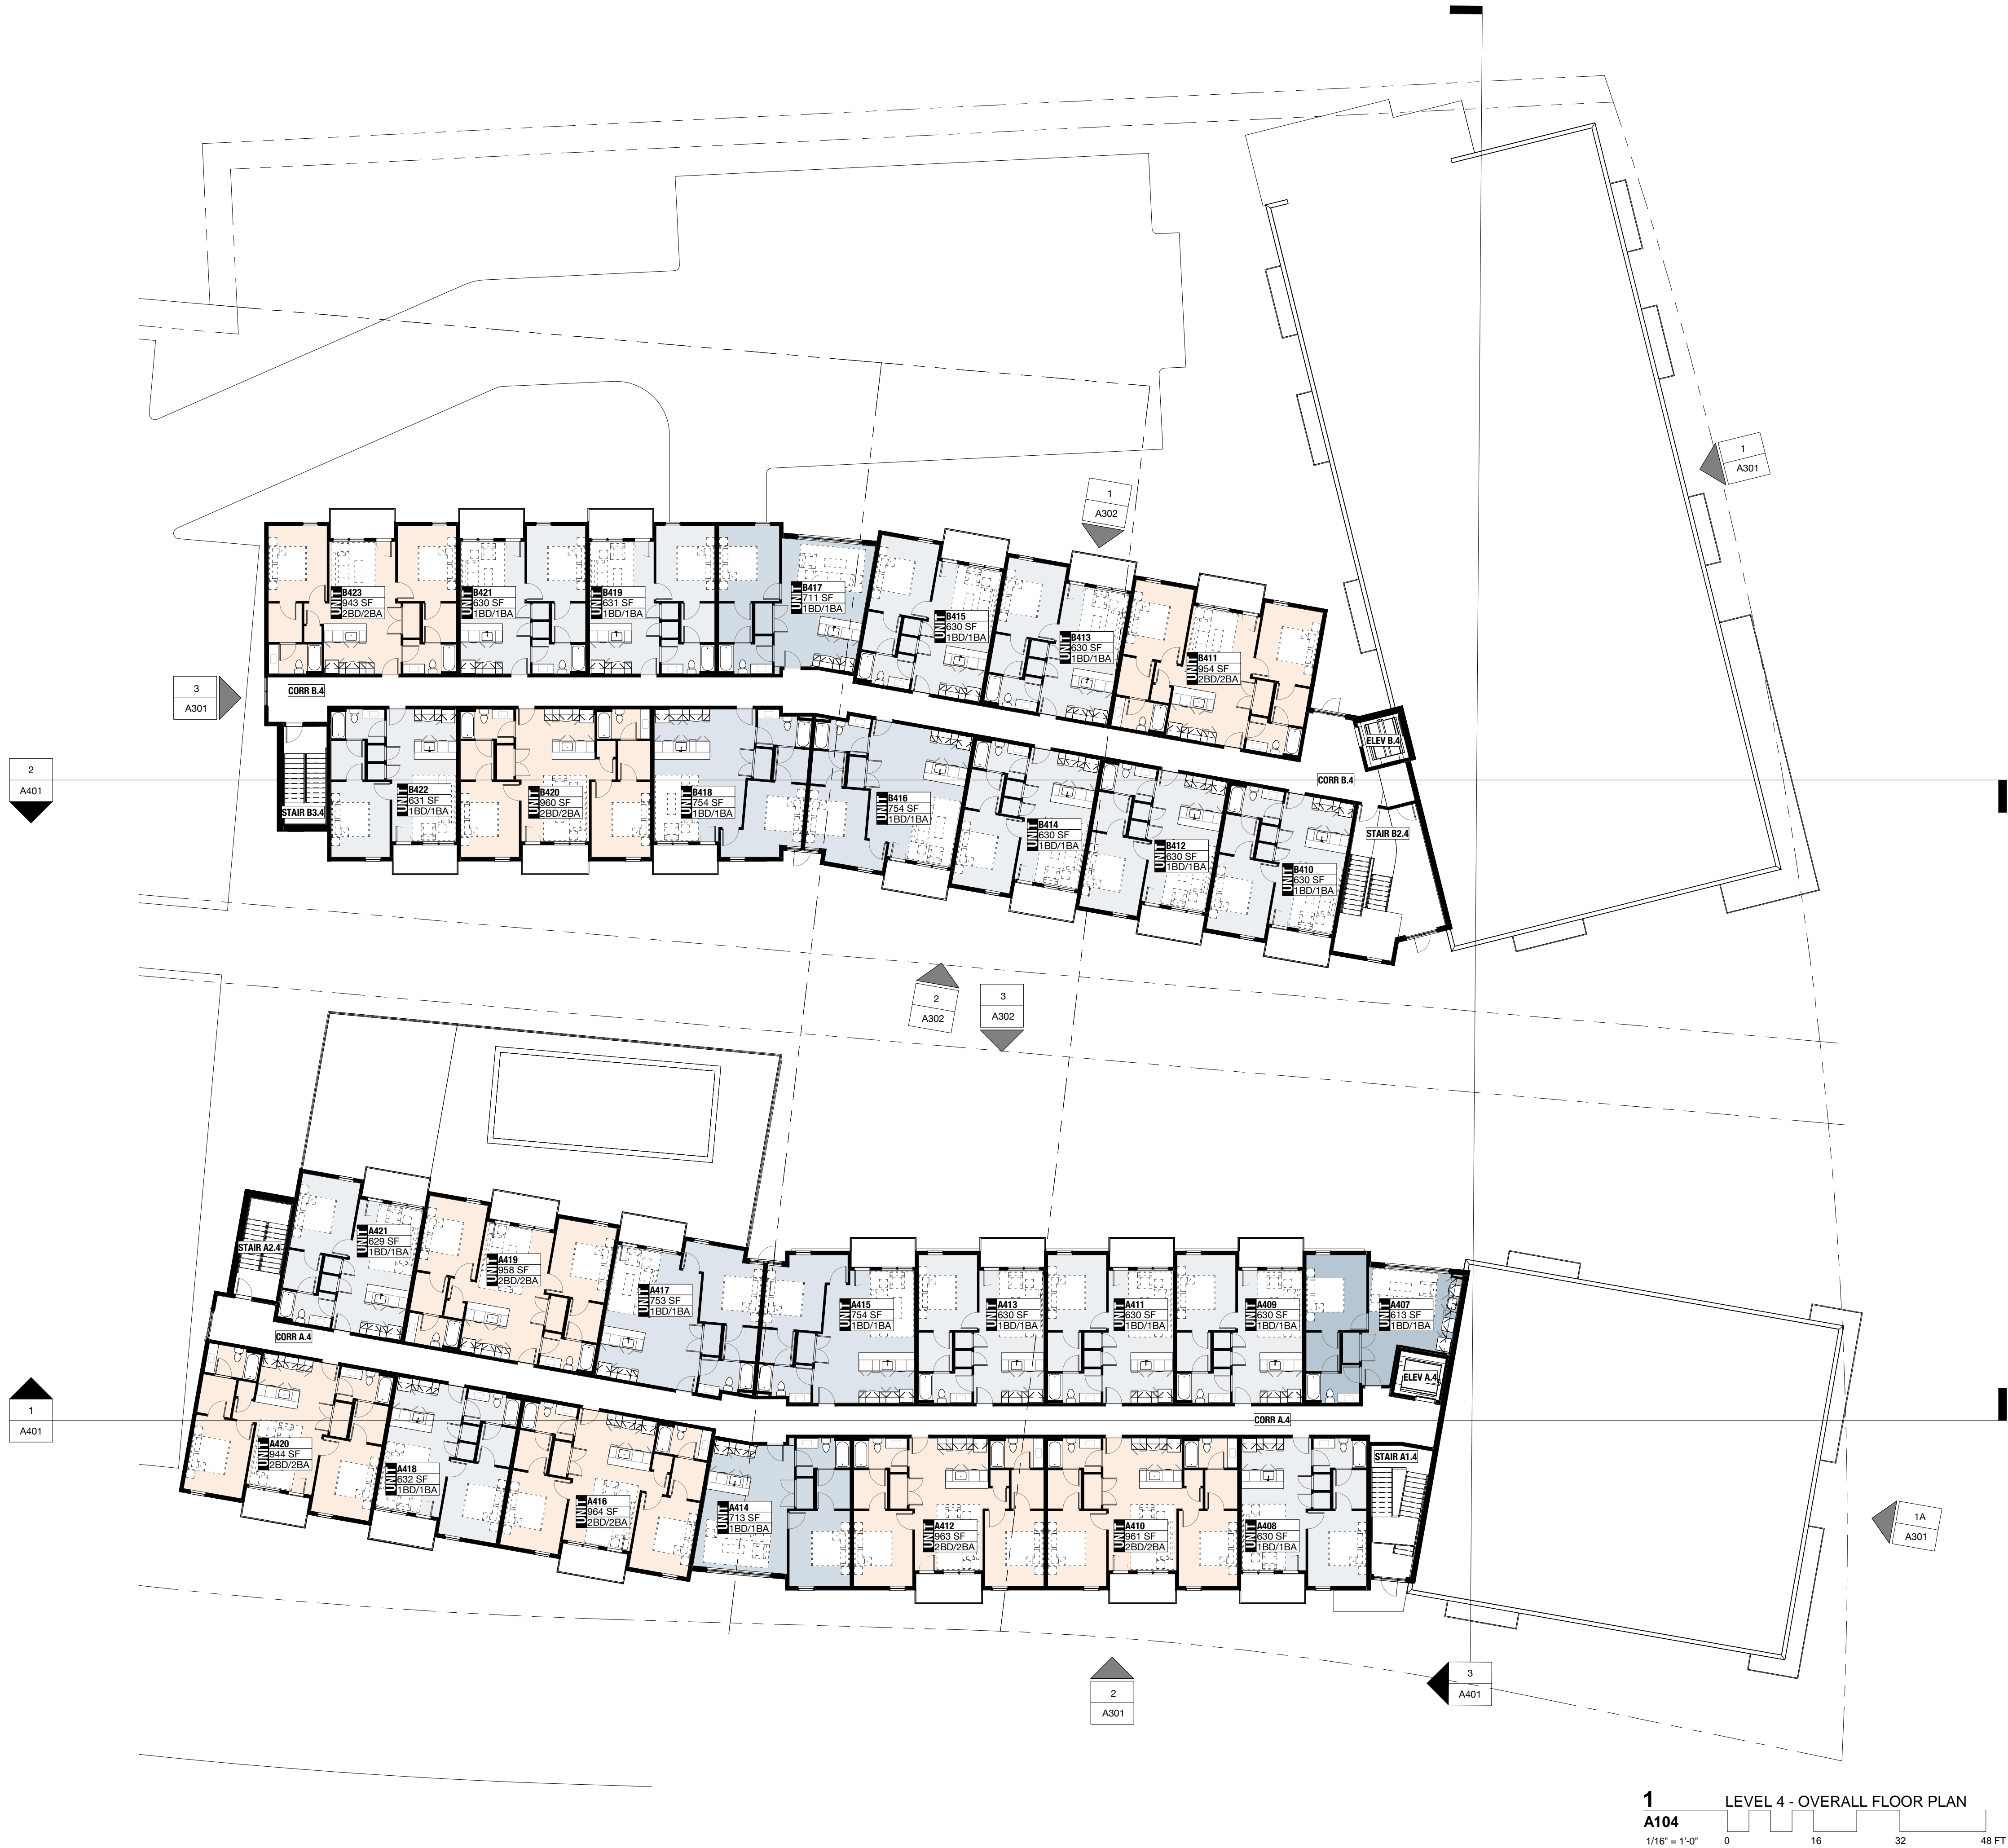 1
A301
1
A302
UNIT
B423
943 SF
2BD/2BA
UNIT
B421
630 SF
1BD/1BA
UNIT
B419
631 SF
1BD/1BA
UNIT
B417
711 SF
1BD/1BA
UNIT
B415
630 SF
1BD/1BA
UNIT
B413
630 SF
1BD/1BA
UNIT
B411
954 SF
2BD/2BA
3
A301
CORR B.4
ELEV B.4
CORR B.4
2
A401
STAIR B3.4
UNIT
B422
631 SF
1BD/1BA
UNIT
B420
960 SF
2BD/2BA
UNIT
B418
754 SF
1BD/1BA
UNIT
B416
754 SF
1BD/1BA
UNIT
B414
630 SF
1BD/1BA
UNIT
B412
630 SF
1BD/1BA
UNIT
B410
630 SF
1BD/1BA
STAIR B2.4
2
A302
3
A302
STAIR A2.4
UNIT
A421
629 SF
1BD/1BA
UNIT
A419
958 SF
2BD/2BA
UNIT
A417
753 SF
1BD/1BA
UNIT
A415
754 SF
1BD/1BA
UNIT
A413
630 SF
1BD/1BA
UNIT
A411
630 SF
1BD/1BA
UNIT
A409
630 SF
1BD/1BA
UNIT
A407
613 SF
1BD/1BA
CORR A.4
ELEV A.4
1
A401
CORR A.4
UNIT
A420
944 SF
2BD/2BA
UNIT
A418
632 SF
1BD/1BA
UNIT
A416
964 SF
2BD/2BA
UNIT
A414
713 SF
1BD/1BA
UNIT
A412
963 SF
2BD/2BA
UNIT
A410
961 SF
2BD/2BA
UNIT
A408
630 SF
1BD/1BA
STAIR A1.4
1A
A301
2
A301
3
A401
1
LEVEL 4 - OVERALL FLOOR PLAN
A104
1/16" = 1'-0"
0 16 32 48 FT